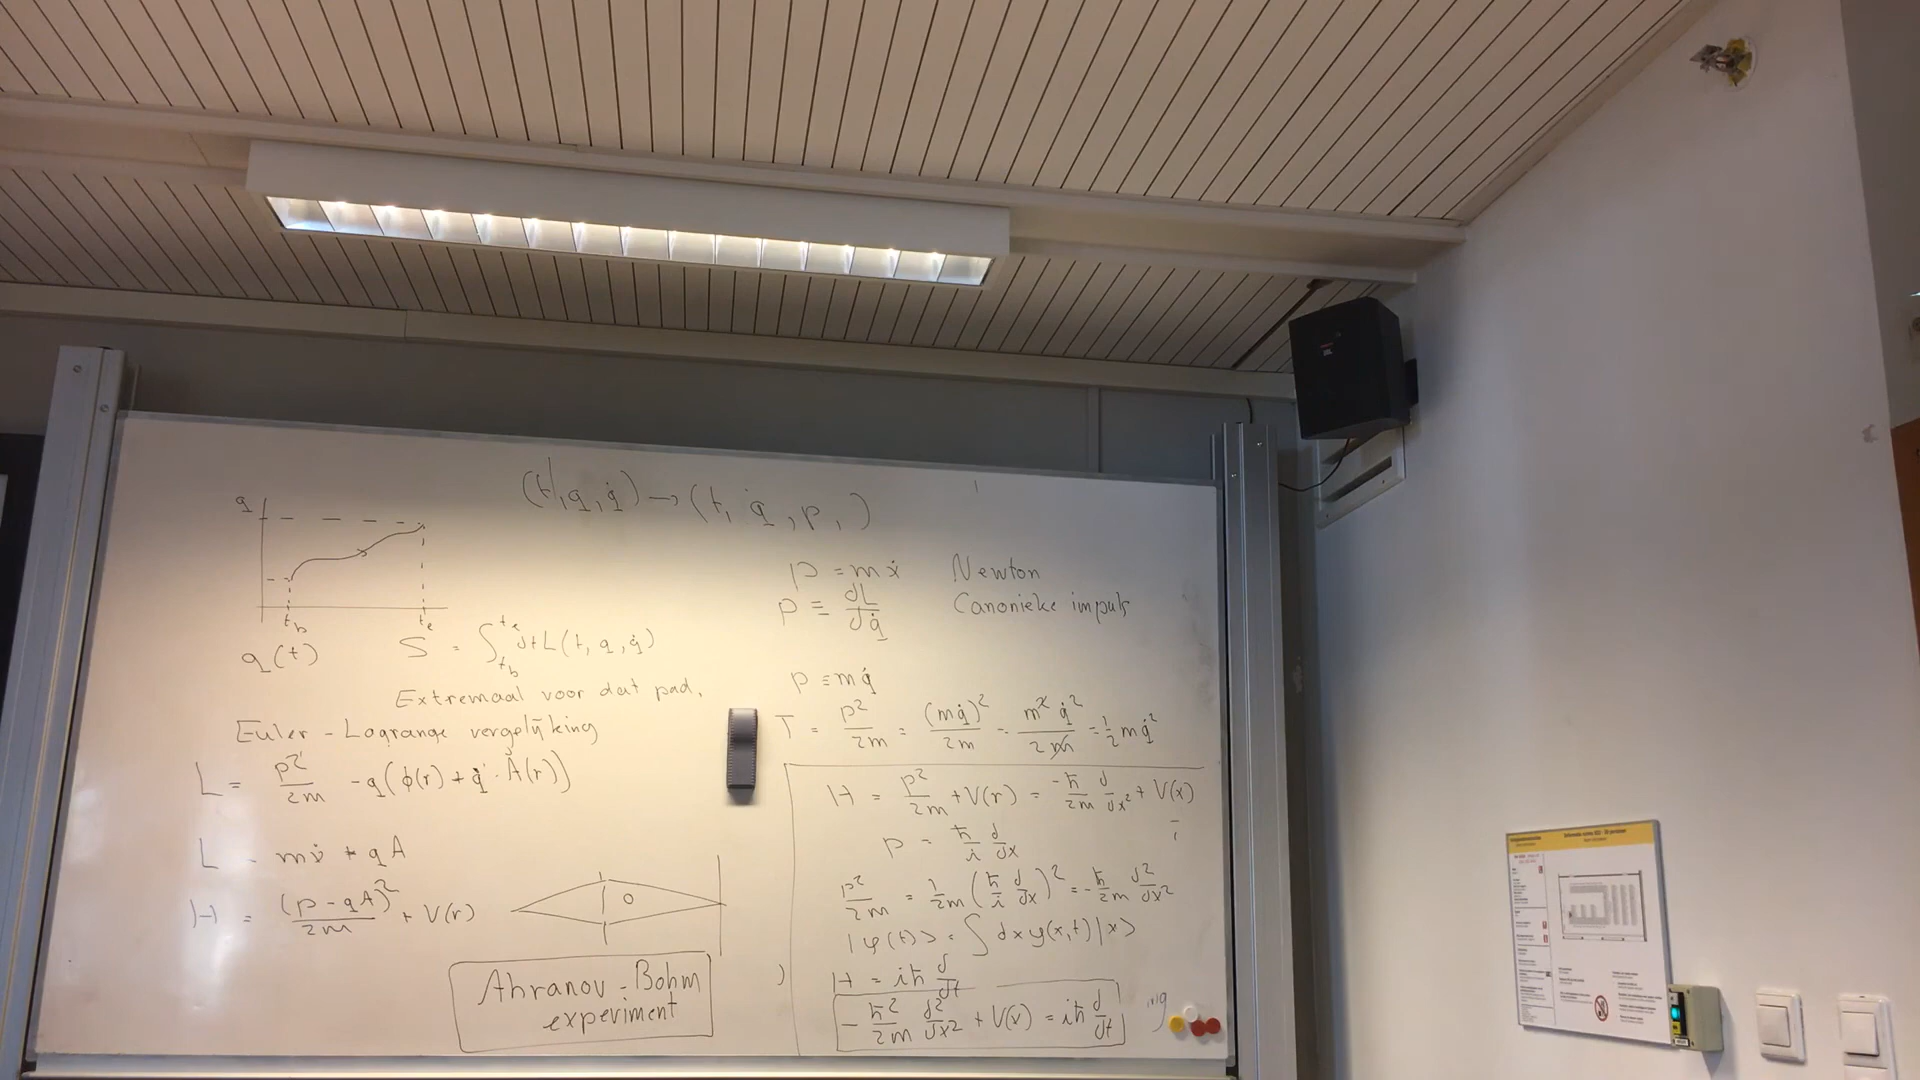 (t, q, q̇) → (t, q, p, )
q
t_b t_e
q(t) S = ∫_{t_b}^{t_e} dt L(t, q, q̇)
Extremaal voor dat pad.
Euler - Lagrange vergelijking
L = p²/2m - q(ϕ(r) + q̇ · A(r))
L = mv̇ + qA
H = (p - qA)²/2m + V(r)
Ahranov - Bohm
experiment
p = mẋ Newton
p ≡ dL/dq̇ Canonieke impuls
p = mq̇
T = p²/2m = (mq̇)²/2m = m²q̇²/2m = ½mq̇²
H = p²/2m + V(r) = -ħ/2m d/dx² + V(x)
p = ħ/i d/dx
p²/2m = 1/2m (ħ/i d/dx)² = -ħ/2m d²/dx²
|φ(t)> = ∫ dx φ(x,t)|x>
H = iħ d/dt
-ħ²/2m d²/dx² + V(x) = iħ d/dt